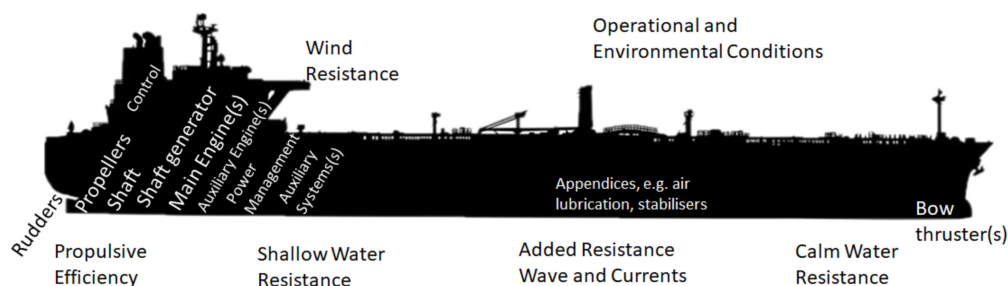 Operational and
Environmental Conditions
Wind
Resistance
Control
Rudders
Propellers
Shaft
Shaft generator
Main Engine(s)
Auxiliary Engine(s)
Power
Management
Auxiliary
Systems(s)
Appendices, e.g. air
lubrication, stabilisers
Bow
thruster(s)
Propulsive
Efficiency
Shallow Water
Resistance
Added Resistance
Wave and Currents
Calm Water
Resistance